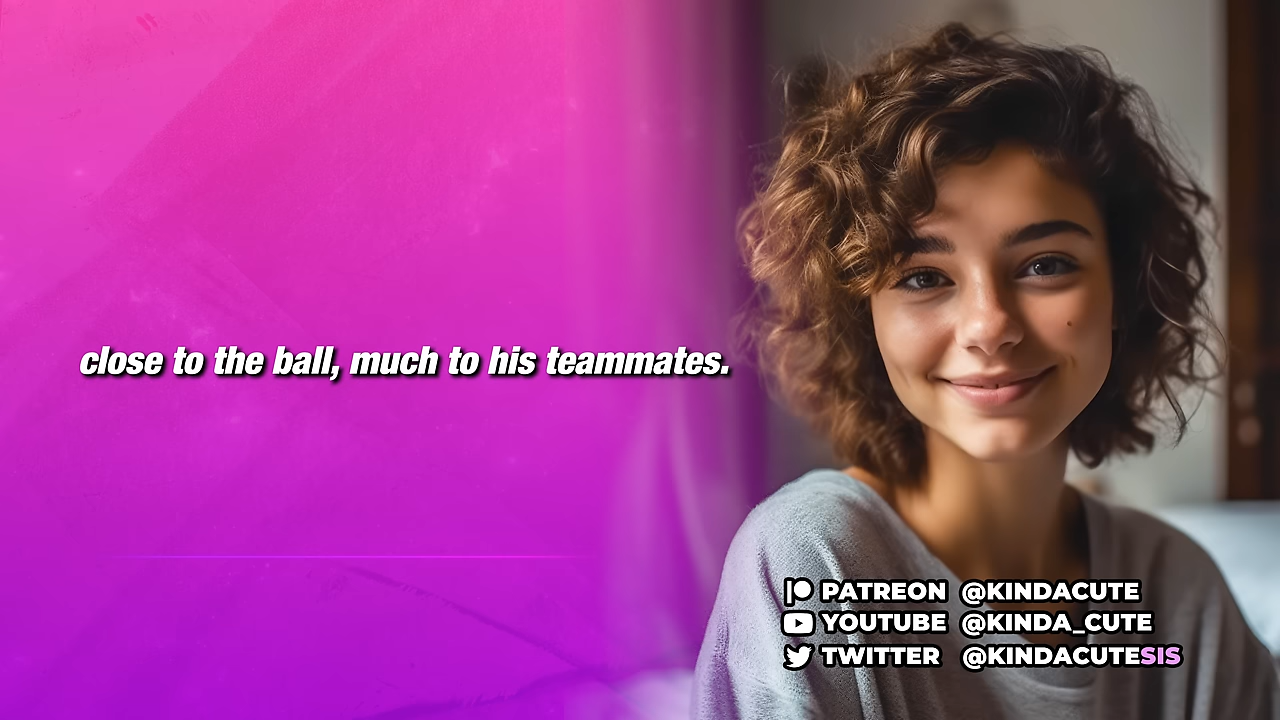 close to the ball, much to his teammates.
PATREON @KINDACUTE
YOUTUBE @KINDA_CUTE
TWITTER @KINDACUTESIS